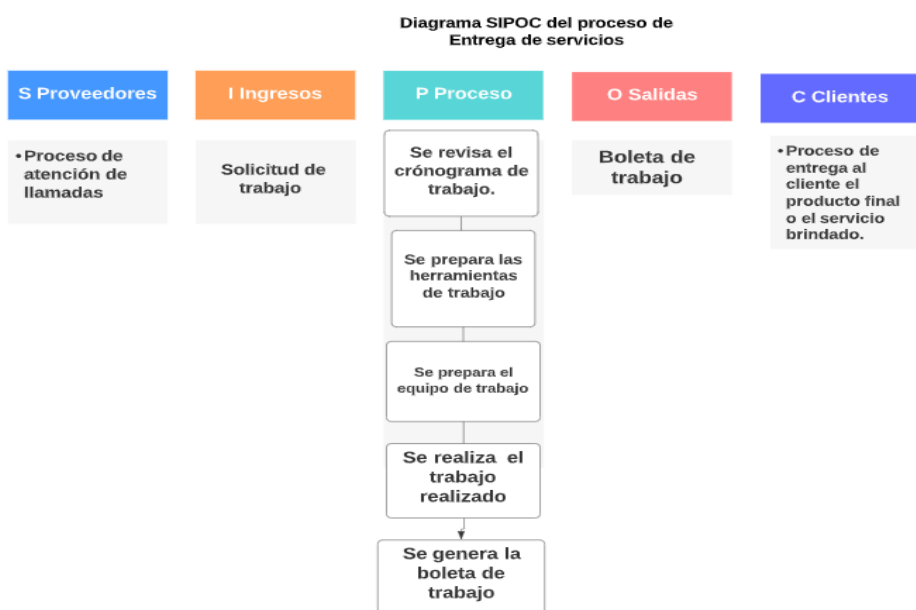 Diagrama SIPOC del proceso de
Entrega de servicios
S Proveedores
I Ingresos
P Proceso
O Salidas
C Clientes
•Proceso de
atención de
llamadas
Solicitud de
trabajo
Se revisa el
crónograma de
trabajo.
Se prepara las
herramientas
de trabajo
Se prepara el
equipo de trabajo
Se realiza el
trabajo
realizado
Se genera la
boleta de
trabajo
Boleta de
trabajo
•Proceso de
entrega al
cliente el
producto final
o el servicio
brindado.